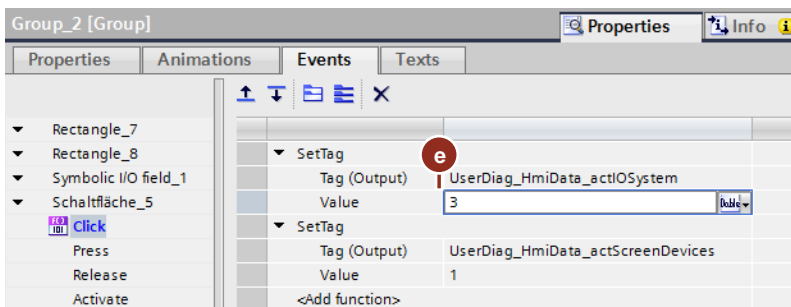 Group_2 [Group]
Properties
Info
Properties
Animations
Events
Texts
Rectangle_7
Rectangle_8
Symbolic I/O field_1
Schaltfläche_5
Click
Press
Release
Activate
SetTag
e
Tag (Output) UserDiag_HmiData_actIOSystem
Value 3
SetTag
Tag (Output) UserDiag_HmiData_actScreenDevices
Value 1
<Add function>